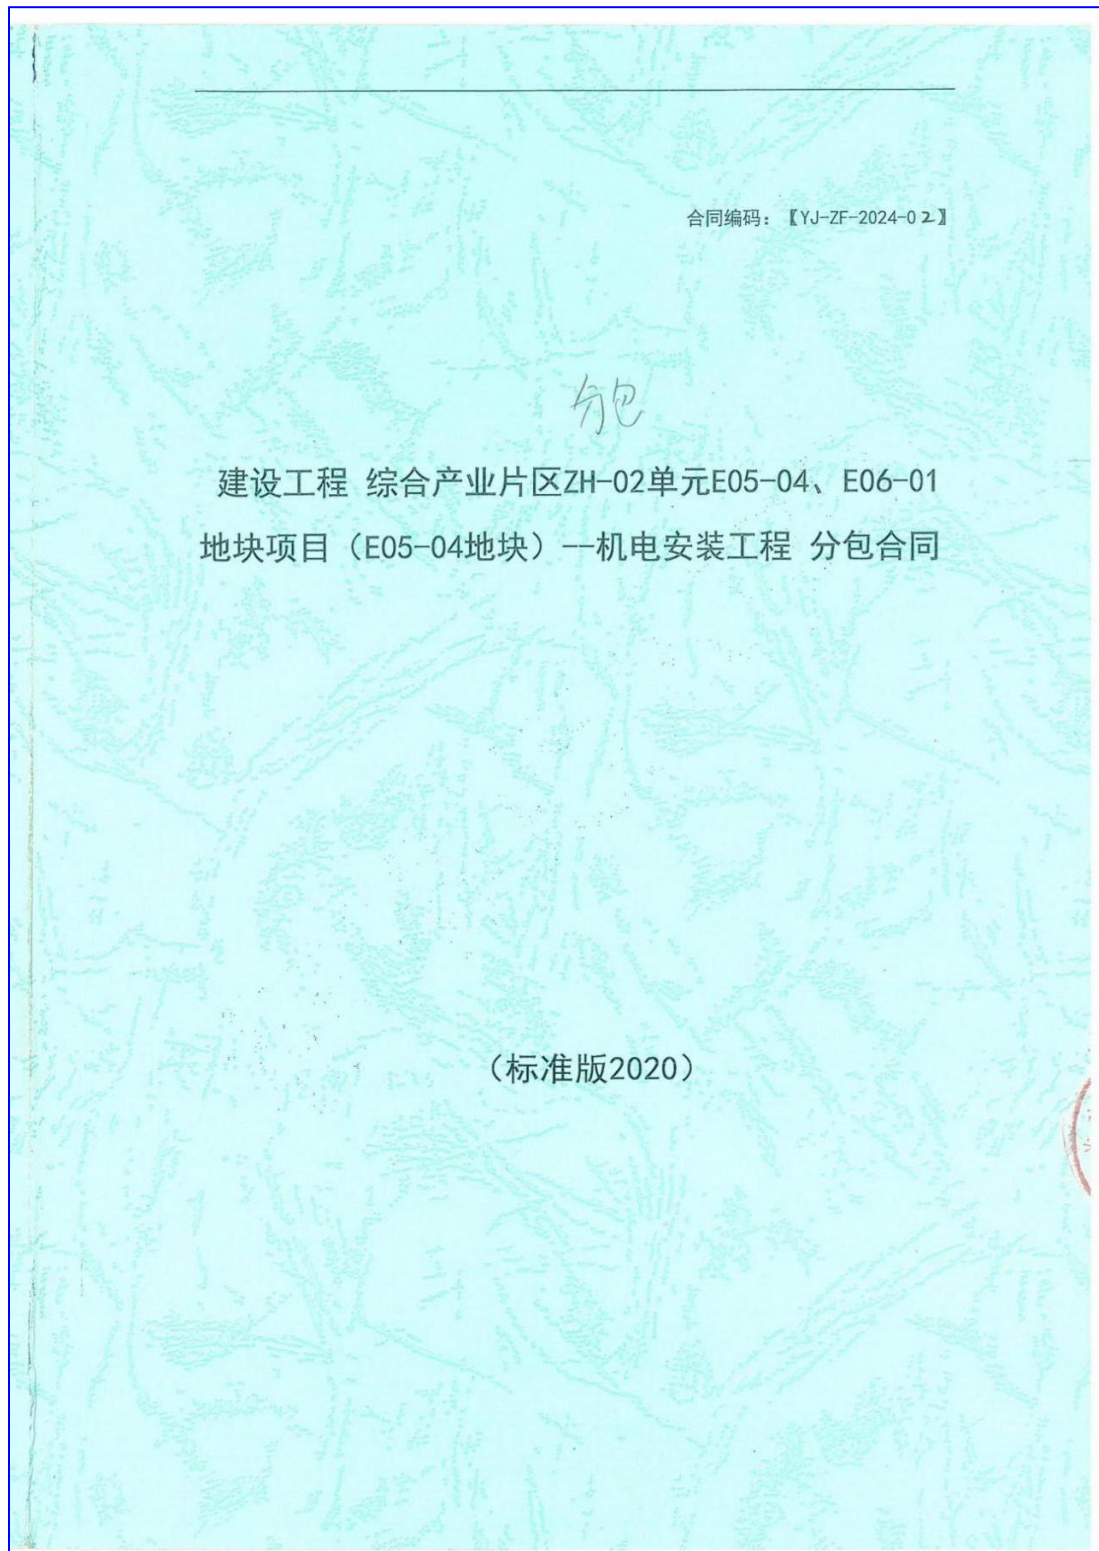 合同编码：【YJ-ZF-2024-02】
分包
建设工程 综合产业片区ZH-02单元E05-04、E06-01
地块项目（E05-04地块）--机电安装工程 分包合同
（标准版2020）